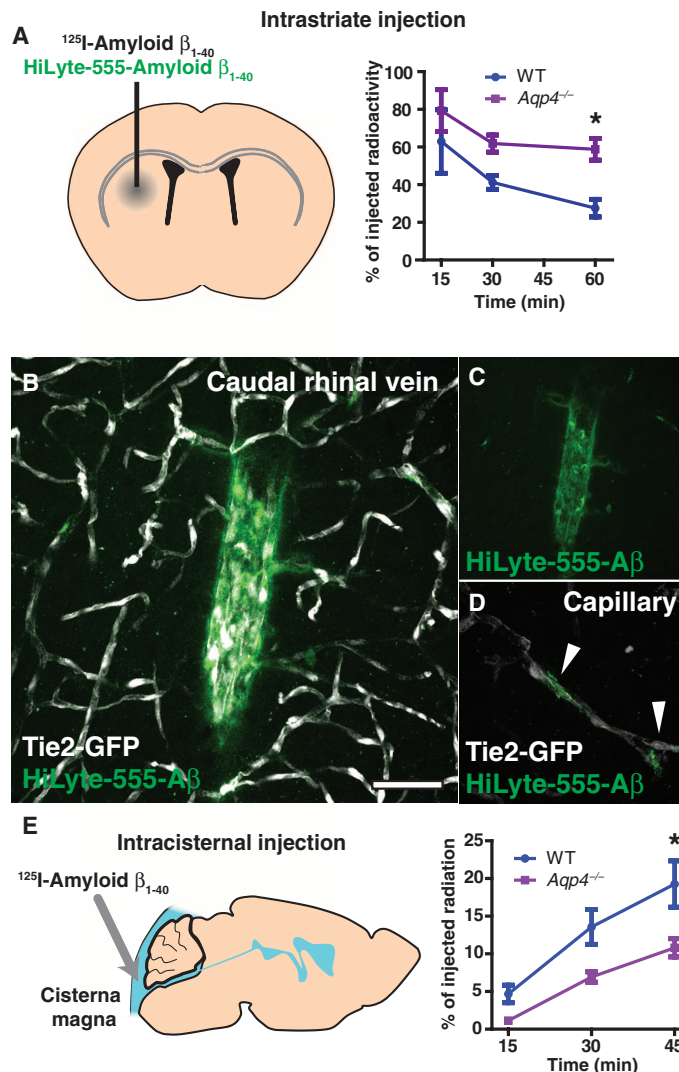 Intrastriate injection
A
¹²⁵I-Amyloid β₁₋₄₀
HiLyte-555-Amyloid β₁₋₄₀
WT
Aqp4⁻/⁻
*
% of injected radioactivity
100
80
60
40
20
0
15 30 45 60
Time (min)
B
Caudal rhinal vein
Tie2-GFP
HiLyte-555-Aβ
C
HiLyte-555-Aβ
D
Capillary
Tie2-GFP
HiLyte-555-Aβ
E
Intracisternal injection
¹²⁵I-Amyloid β₁₋₄₀
Cisterna
magna
WT
Aqp4⁻/⁻
*
% of injected radiation
25
20
15
10
5
0
15 30 45
Time (min)